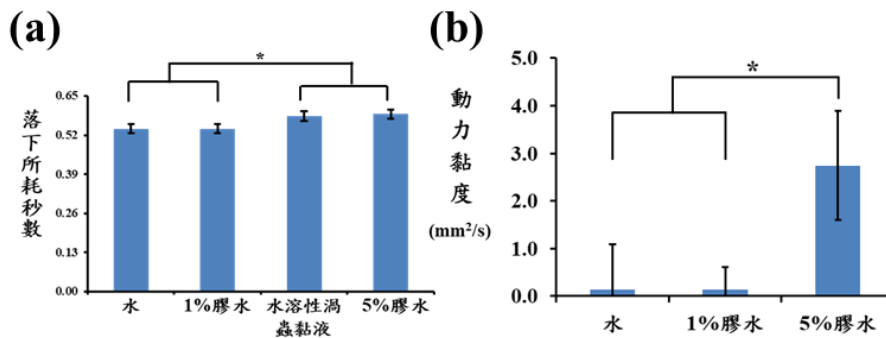 (a)
*
落下所耗秒數
0.65
0.52
0.39
0.26
0.13
0.00
水
1%膠水
水溶性渦
蟲黏液
5%膠水
(b)
*
動力黏度
(mm²/s)
5.0
4.0
3.0
2.0
1.0
0.0
水
1%膠水
5%膠水